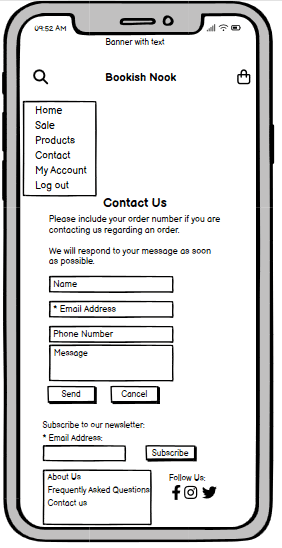 09:52 AM
Banner with text
Bookish Nook
Home
Sale
Products
Contact
My Account
Log out
Contact Us
Please include your order number if you are
contacting us regarding an order.
We will respond to your message as soon
as possible.
Name
* Email Address
Phone Number
Message
Send Cancel
Subscribe to our newsletter:
* Email Address:
Subscribe
About Us
Frequently Asked Questions
Contact us
Follow Us: